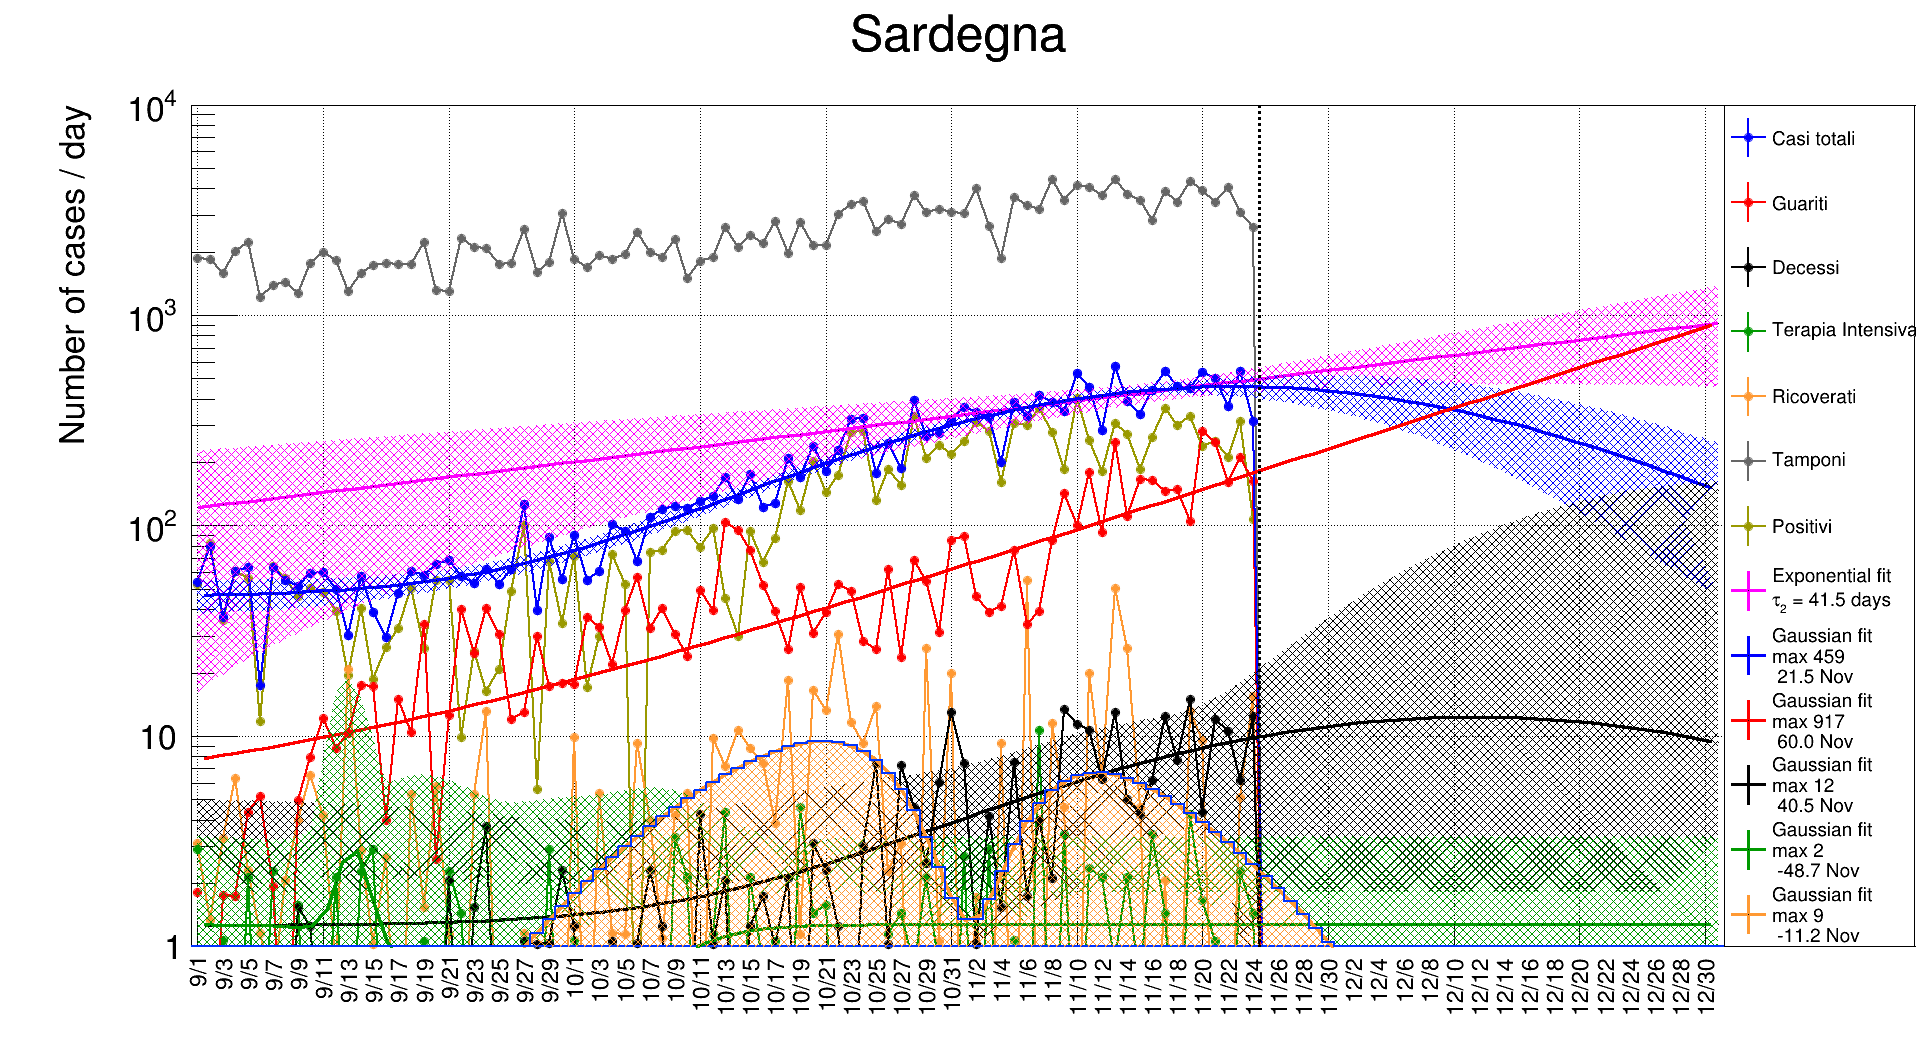 Sardegna
Number of cases / day
10^4
10^3
10^2
10
1
9/1
9/3
9/5
9/7
9/9
9/11
9/13
9/15
9/17
9/19
9/21
9/23
9/25
9/27
9/29
10/1
10/3
10/5
10/7
10/9
10/11
10/13
10/15
10/17
10/19
10/21
10/23
10/25
10/27
10/29
10/31
11/2
11/4
11/6
11/8
11/10
11/12
11/14
11/16
11/18
11/20
11/22
11/24
11/26
11/28
11/30
12/2
12/4
12/6
12/8
12/10
12/12
12/14
12/16
12/18
12/20
12/22
12/24
12/26
12/28
12/30
Casi totali
Guariti
Decessi
Terapia Intensiva
Ricoverati
Tamponi
Positivi
Exponential fit
τ2 = 41.5 days
Gaussian fit
max 459
21.5 Nov
Gaussian fit
max 917
60.0 Nov
Gaussian fit
max 12
40.5 Nov
Gaussian fit
max 2
-48.7 Nov
Gaussian fit
max 9
-11.2 Nov